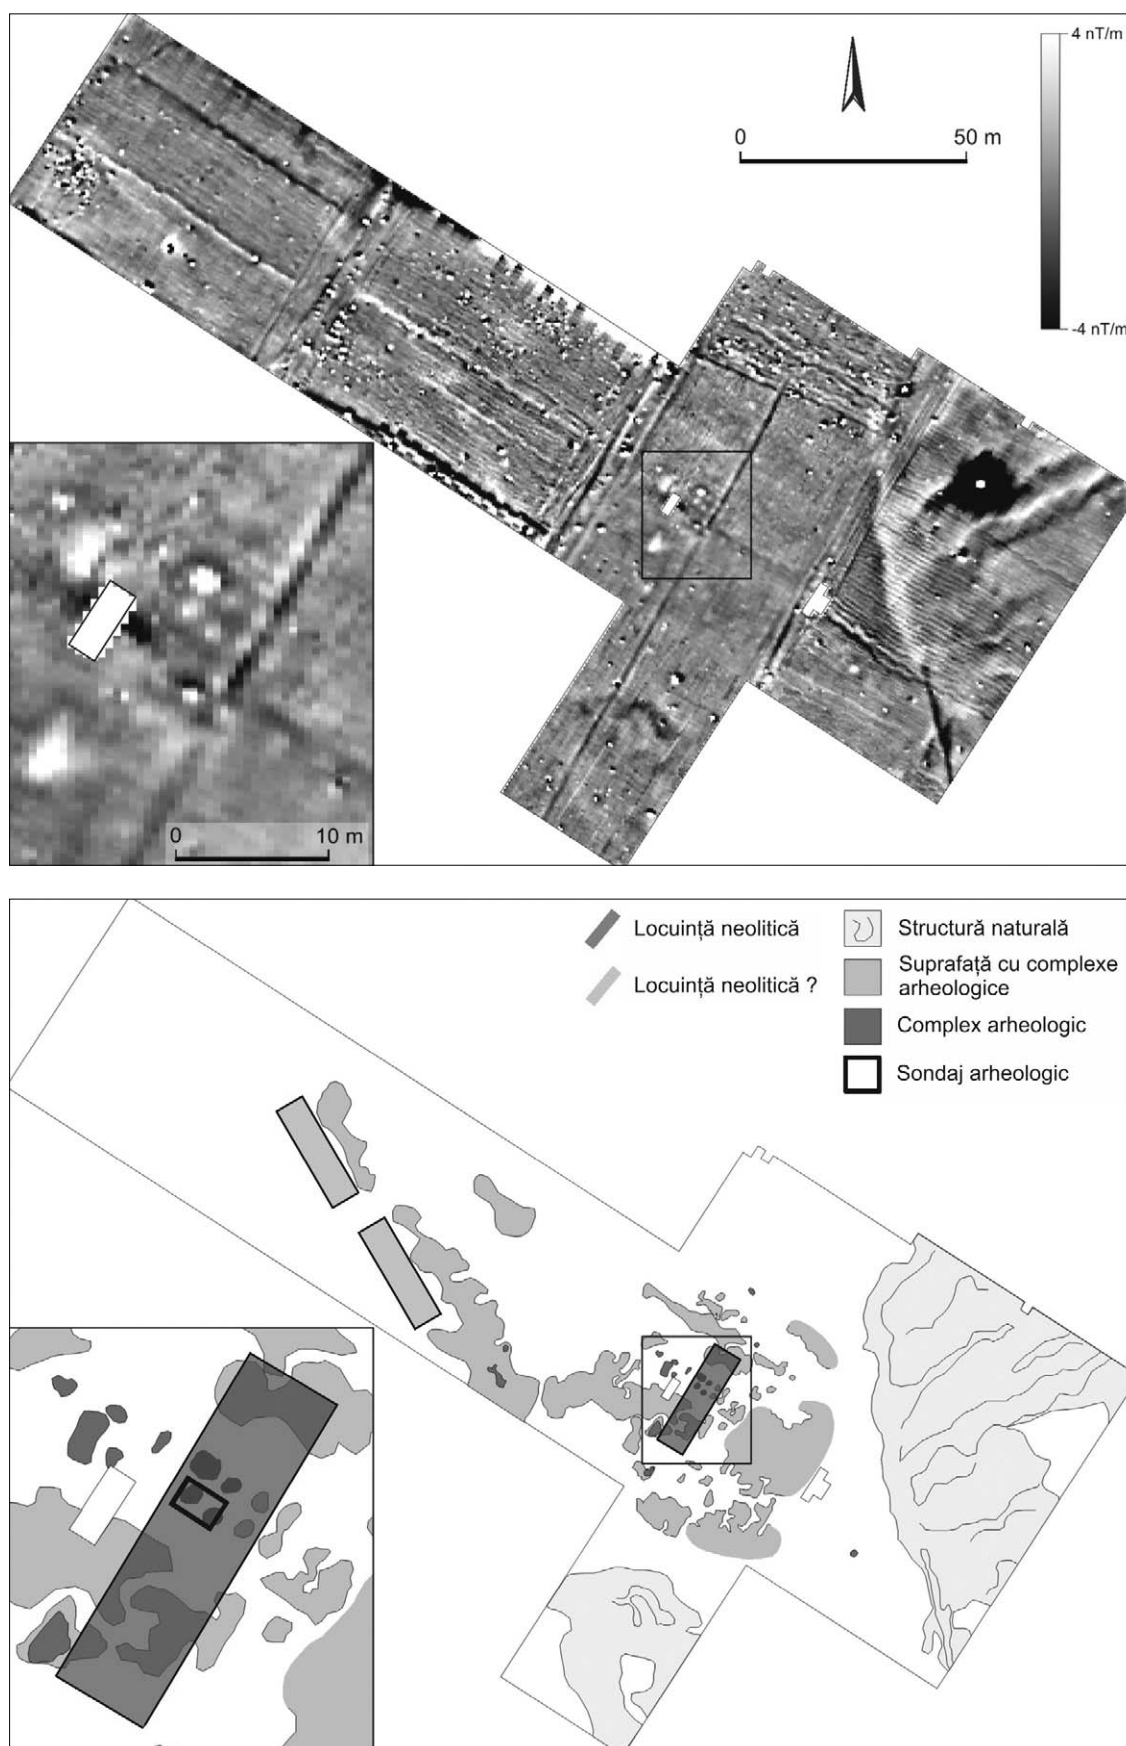 4 nT/m
0 50 m
-4 nT/m
0 10 m
Locuință neolitică
Locuință neolitică ?
Structură naturală
Suprafață cu complexe
arheologice
Complex arheologic
Sondaj arheologic